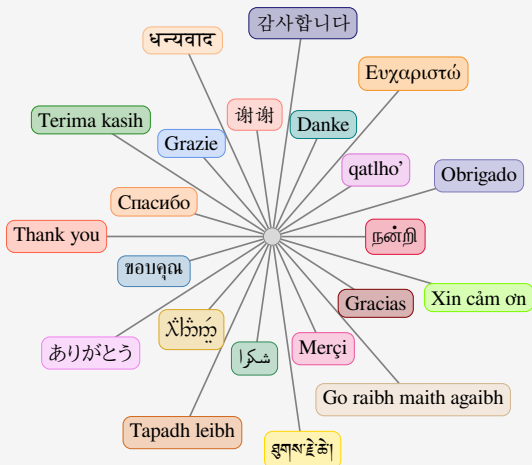 감사합니다
धन्यवाद
Ευχαριστώ
谢谢
Terima kasih
Danke
Grazie
qatlho’
Obrigado
Спасибо
Thank you
நன்றி
ขอบคุณ
Gracias
Xin cảm ơn
شكرا
Merçi
ありがとう
Go raibh maith agaibh
Tapadh leibh
ཐུགས་རྗེ་ཆེ།